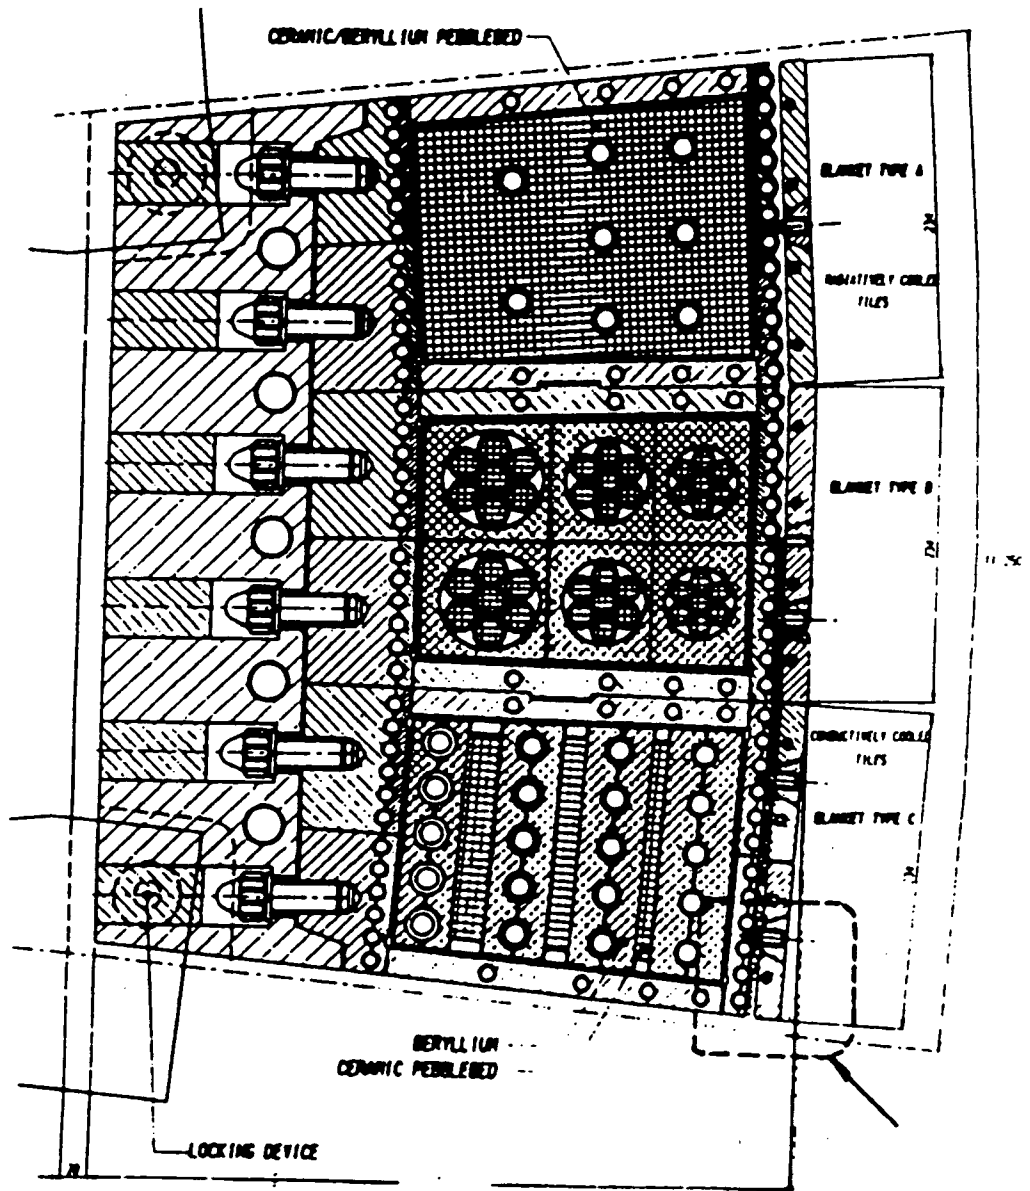 CERAMIC/BERYLLIUM PEBBLEBED
BLANKET TYPE A
RADIATIVELY COOLED
TILES
BLANKET TYPE B
CONDUCTIVELY COOLED
TILES
BLANKET TYPE C
BERYLLIUM
CERAMIC PEBBLEBED
LOCKING DEVICE